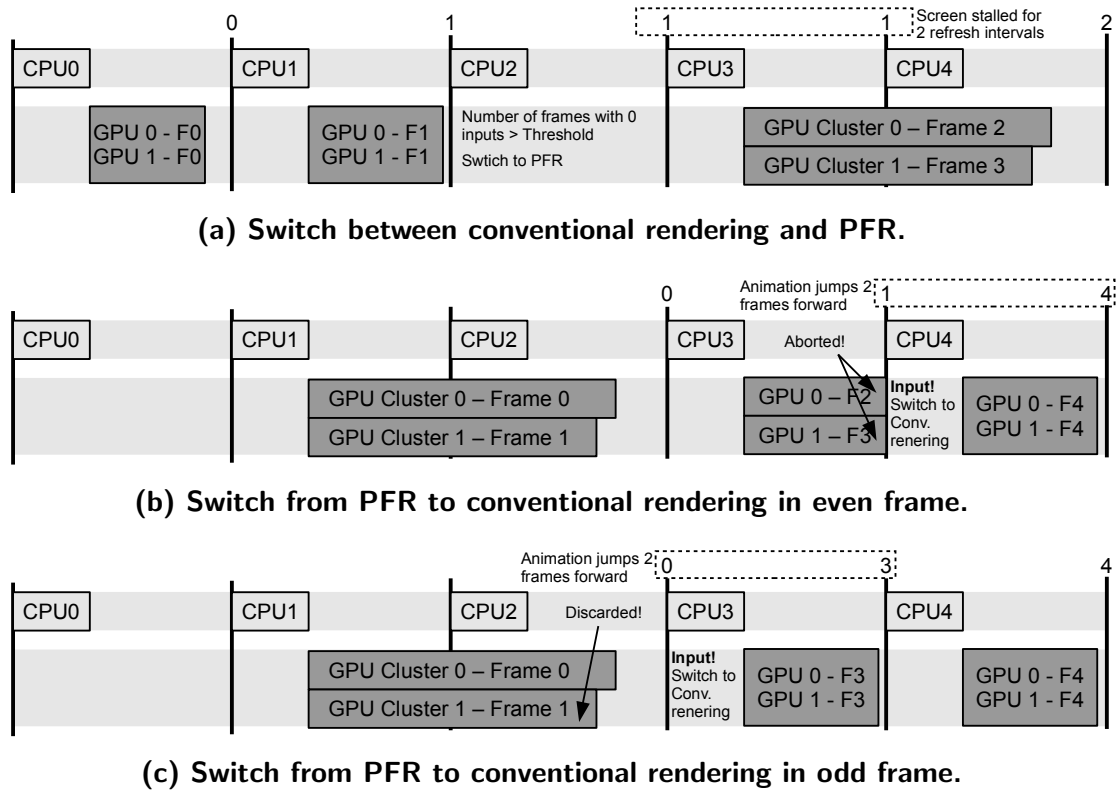 0 1 1 1 2
Screen stalled for
2 refresh intervals
CPU0 CPU1 CPU2 CPU3 CPU4
GPU 0 - F0
GPU 1 - F0
GPU 0 - F1
GPU 1 - F1
Number of frames with 0
inputs > Threshold
Swtich to PFR
GPU Cluster 0 – Frame 2
GPU Cluster 1 – Frame 3
(a) Switch between conventional rendering and PFR.
Animation jumps 2
frames forward
0 1 4
CPU0 CPU1 CPU2 CPU3 CPU4
Aborted!
GPU Cluster 0 – Frame 0
GPU Cluster 1 – Frame 1
GPU 0 – F2
GPU 1 – F3
Input!
Switch to
Conv.
renering
GPU 0 - F4
GPU 1 - F4
(b) Switch from PFR to conventional rendering in even frame.
Animation jumps 2
frames forward
0 3 4
CPU0 CPU1 CPU2 CPU3 CPU4
Discarded!
GPU Cluster 0 – Frame 0
GPU Cluster 1 – Frame 1
Input!
Switch to
Conv.
renering
GPU 0 - F3
GPU 1 - F3
GPU 0 - F4
GPU 1 - F4
(c) Switch from PFR to conventional rendering in odd frame.